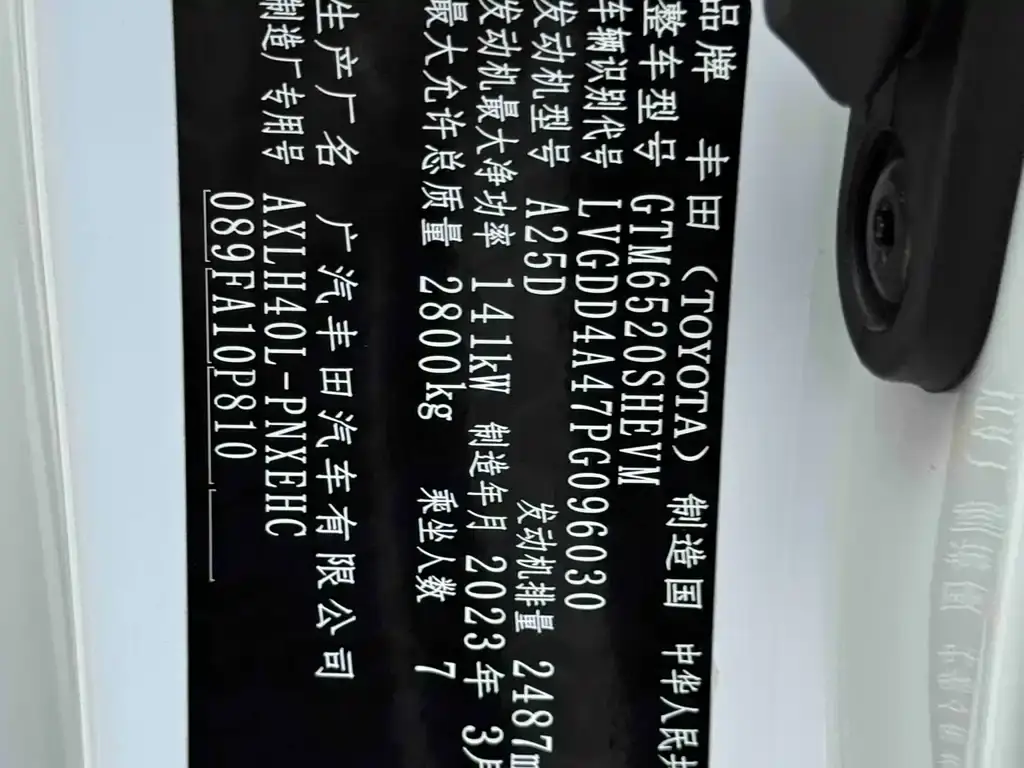 品牌 丰田（TOYOTA） 制造国 中华人民共
整车型号 GTM6520SHEVM
车辆识别代号 LVGDD4A47PG096030
发动机型号 A25D 发动机排量 2487m
发动机最大净功率 141kW 制造年月 2023年 3月
最大允许总质量 2800kg 乘坐人数 7
生产厂名 广汽丰田汽车有限公司
制造厂专用号 AXLH40L-PNXEHC
089FA10P810